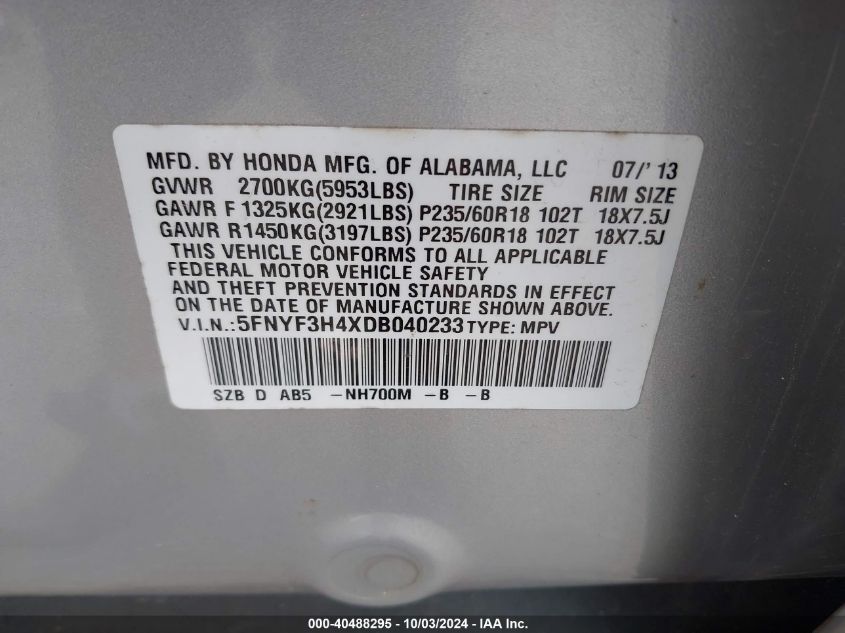 MFD. BY HONDA MFG. OF ALABAMA, LLC 07/'13
GVWR 2700KG(5953LBS) TIRE SIZE RIM SIZE
GAWR F 1325KG(2921LBS) P235/60R18 102T 18X7.5J
GAWR R1450KG(3197LBS) P235/60R18 102T 18X7.5J
THIS VEHICLE CONFORMS TO ALL APPLICABLE
FEDERAL MOTOR VEHICLE SAFETY
AND THEFT PREVENTION STANDARDS IN EFFECT
ON THE DATE OF MANUFACTURE SHOWN ABOVE.
V.I.N.:5FNYF3H4XDB040233 TYPE: MPV
SZB D AB5 -NH700M -B -B
000-40488295 - 10/03/2024 - IAA Inc.